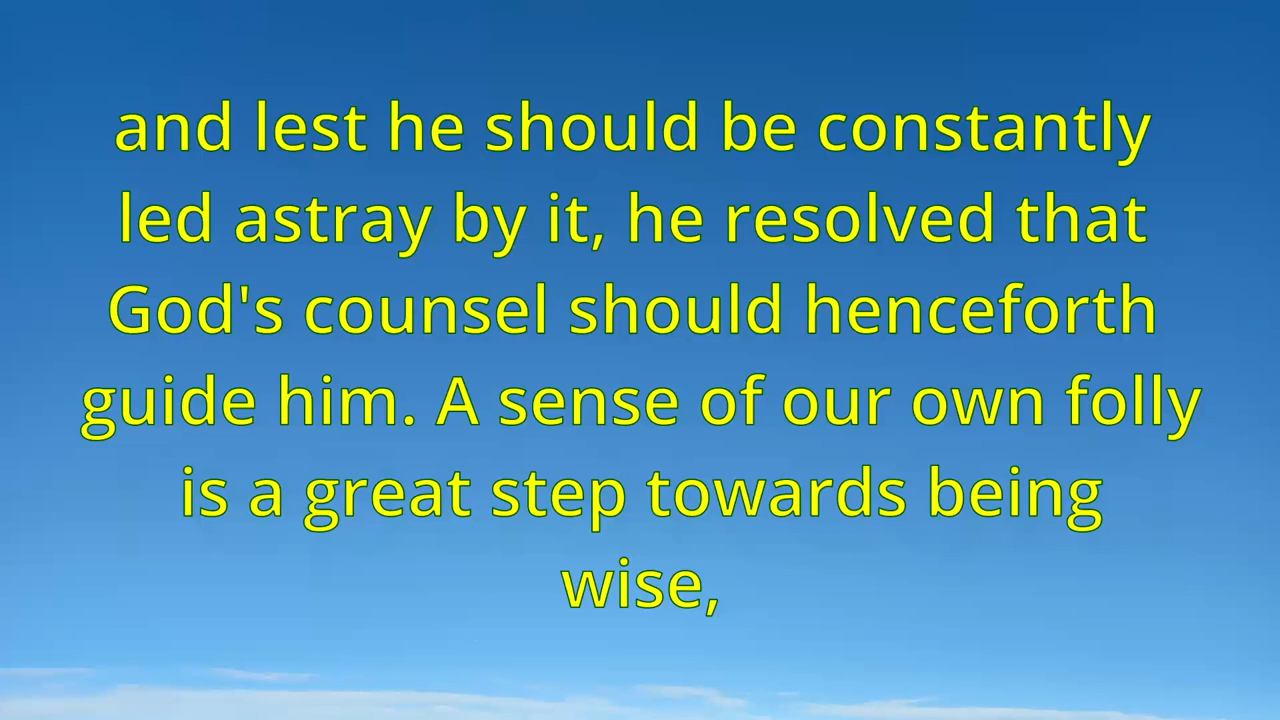 and lest he should be constantly
led astray by it, he resolved that
God's counsel should henceforth
guide him. A sense of our own folly
is a great step towards being
wise,